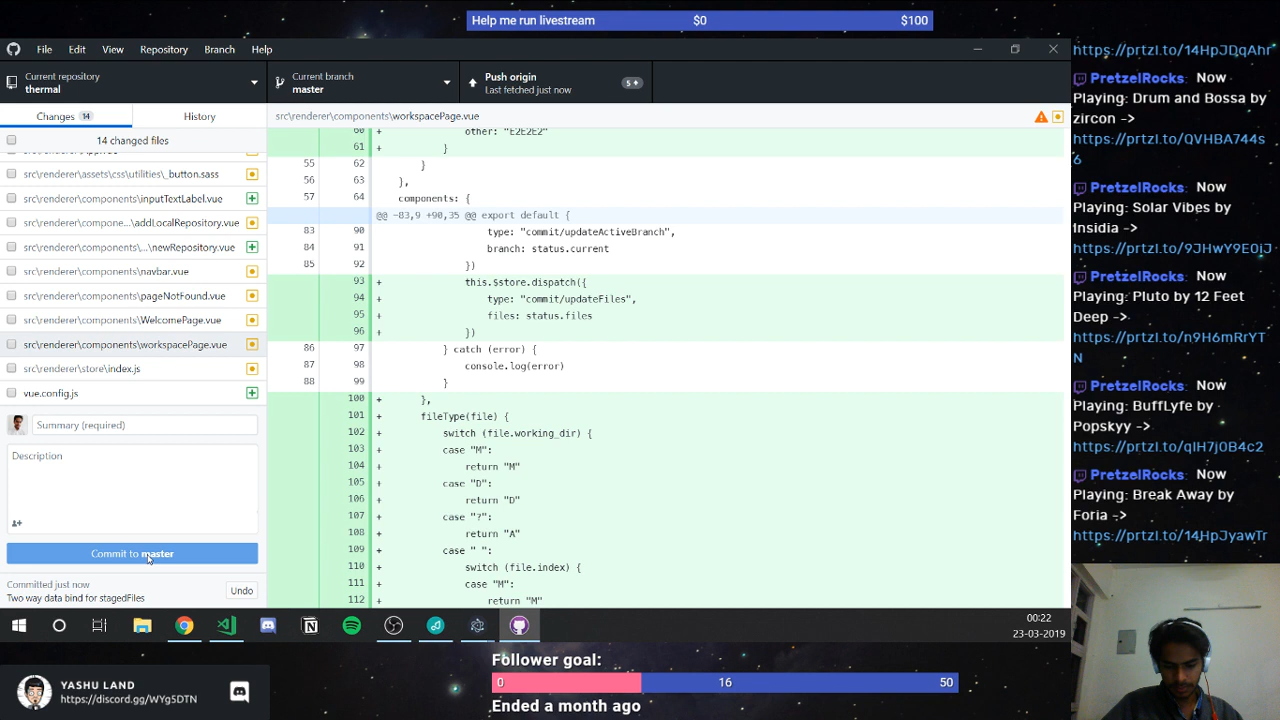 Help me run livestream $0 $100
File Edit View Repository Branch Help
Current repository
thermal
Current branch
master
Push origin
Last fetched just now
5
Changes 14 History
14 changed files
src\renderer\assets\css\utilities\_button.sass
src\renderer\components\inputTextLabel.vue
src\renderer\components\...\addLocalRepository.vue
src\renderer\components\...\newRepository.vue
src\renderer\components\navbar.vue
src\renderer\components\pageNotFound.vue
src\renderer\components\WelcomePage.vue
src\renderer\components\workspacePage.vue
src\renderer\store\index.js
vue.config.js
Summary (required)
Description
Commit to master
Committed just now
Two way data bind for stagedFiles
Undo
src\renderer\components\workspacePage.vue
60 + other: "E2E2E2"
61 + }
55 62 }
56 63 },
57 64 components: {
@@ -83,9 +90,35 @@ export default {
83 90 type: "commit/updateActiveBranch",
84 91 branch: status.current
85 92 })
93 + this.$store.dispatch({
94 + type: "commit/updateFiles",
95 + files: status.files
96 + })
86 97 } catch (error) {
87 98 console.log(error)
88 99 }
100 + },
101 + fileType(file) {
102 + switch (file.working_dir) {
103 + case "M":
104 + return "M"
105 + case "D":
106 + return "D"
107 + case "?":
108 + return "A"
109 + case " ":
110 + switch (file.index) {
111 + case "M":
112 + return "M"
00:22
23-03-2019
https://prtzl.to/14HpJDqAhr
PretzelRocks: Now
Playing: Drum and Bossa by
zircon ->
https://prtzl.to/QVHBA744s
6
PretzelRocks: Now
Playing: Solar Vibes by
Insidia ->
https://prtzl.to/9JHwY9E0iJ
PretzelRocks: Now
Playing: Pluto by 12 Feet
Deep ->
https://prtzl.to/n9H6mRrYT
N
PretzelRocks: Now
Playing: BuffLyfe by
Popskyy ->
https://prtzl.to/qlH7j0B4c2
PretzelRocks: Now
Playing: Break Away by
Foria ->
https://prtzl.to/14HpJyawTr
YASHU LAND
https://discord.gg/WYg5DTN
Follower goal:
0 16 50
Ended a month ago